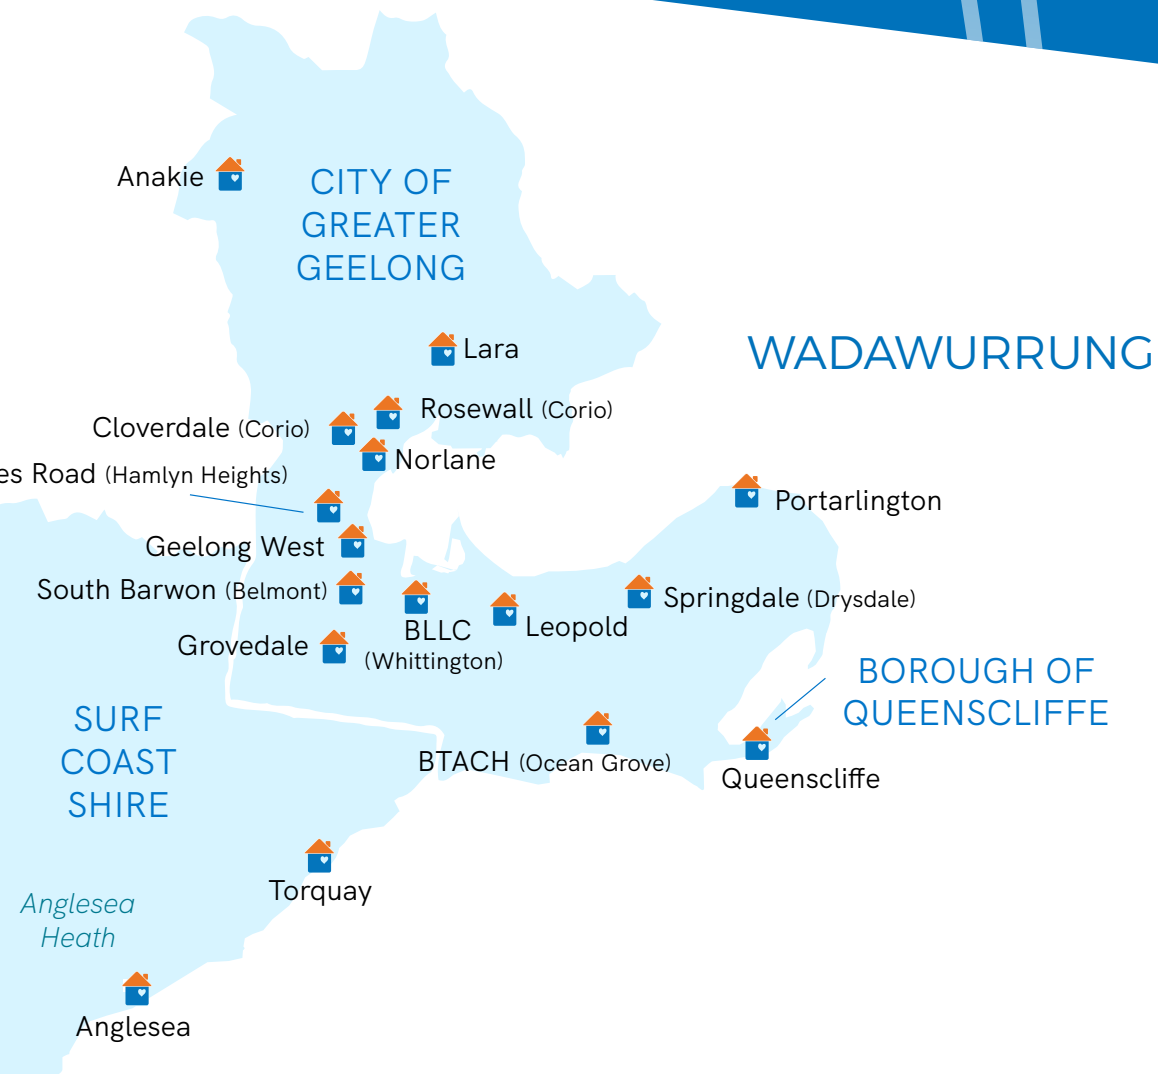 Anakie
CITY OF
GREATER
GEELONG
WADAWURRUNG
Lara
Rosewall (Corio)
Cloverdale (Corio)
Norlane
es Road (Hamlyn Heights)
Portarlington
Geelong West
South Barwon (Belmont)
Springdale (Drysdale)
BLLC
(Whittington)
Leopold
Grovedale
BOROUGH OF
QUEENSCLIFFE
SURF
COAST
SHIRE
BTACH (Ocean Grove)
Queenscliffe
Torquay
Anglesea
Heath
Anglesea